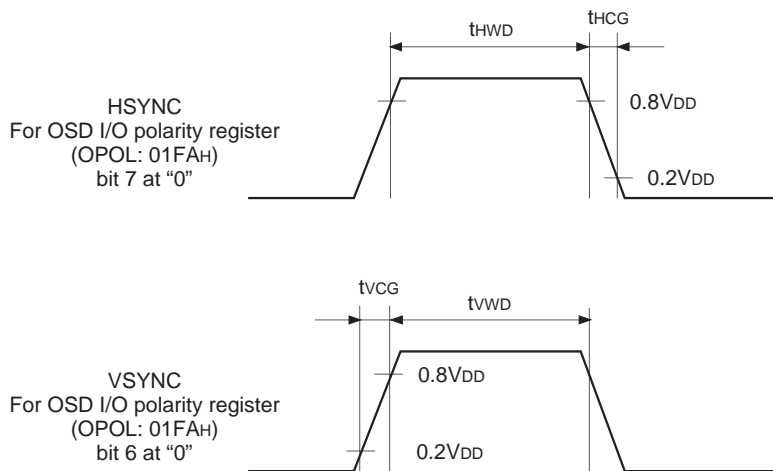 tHWD
tHCG
HSYNC
For OSD I/O polarity register
(OPOL: 01FAH)
bit 7 at “0”
0.8VDD
0.2VDD
tVCG
tVWD
VSYNC
For OSD I/O polarity register
(OPOL: 01FAH)
bit 6 at “0”
0.8VDD
0.2VDD